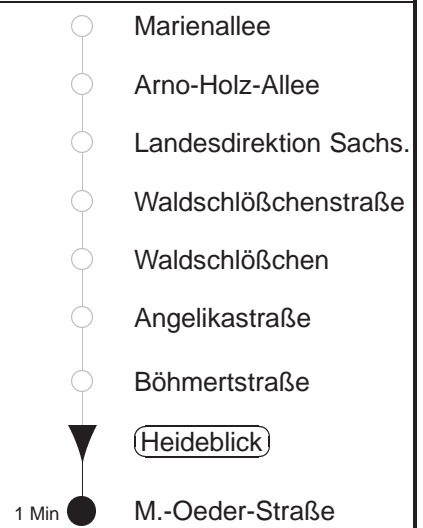 Marienallee
Arno-Holz-Allee
Landesdirektion Sachs.
Waldschlößchenstraße
Waldschlößchen
Angelikastraße
Böhmertstraße
Heideblick
1 Min M.-Oeder-Straße